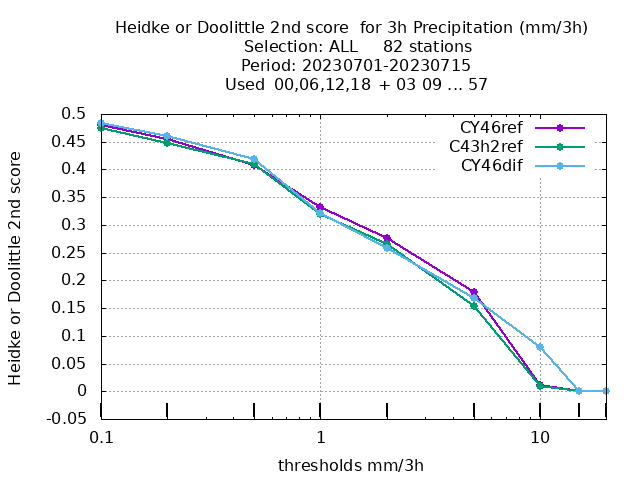 Heidke or Doolittle 2nd score  for 3h Precipitation (mm/3h)
Selection: ALL     82 stations
Period: 20230701-20230715
Used  00,06,12,18  + 03 09 ... 57
CY46ref
C43h2ref
CY46dif
0.5
0.45
0.4
0.35
0.3
0.25
0.2
0.15
0.1
0.05
0
-0.05
Heidke or Doolittle 2nd score
0.1 1 10
thresholds mm/3h